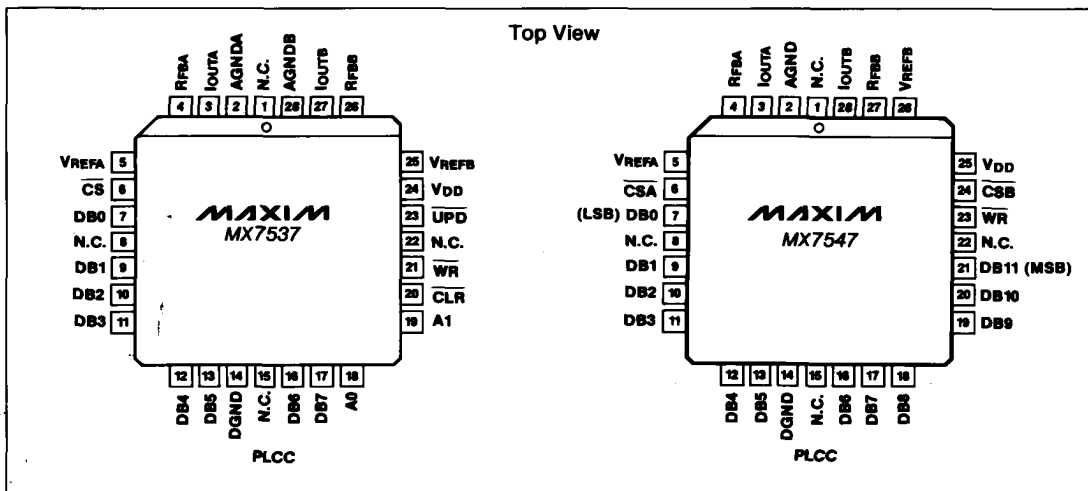 Top View
RFBA IOUTA AGNDA N.C. AGNDB IOUTB RFBB
4 3 2 1 28 27 26
VREFA 5
CS 6
DB0 7
N.C. 8
DB1 9
DB2 10
DB3 11
MAXIM
MX7537
25 VREFB
24 VDD
23 UPD
22 N.C.
21 WR
20 CLR
19 A1
12 13 14 15 16 17 18
DB4 DB5 DGND N.C. DB6 DB7 A0
PLCC
RFBA IOUTA AGND N.C. IOUTB RFBB VREFB
4 3 2 1 28 27 26
VREFA 5
CSA 6
(LSB) DB0 7
N.C. 8
DB1 9
DB2 10
DB3 11
MAXIM
MX7547
25 VDD
24 CSB
23 WR
22 N.C.
21 DB11 (MSB)
20 DB10
19 DB9
12 13 14 15 16 17 18
DB4 DB5 DGND N.C. DB6 DB7 DB8
PLCC